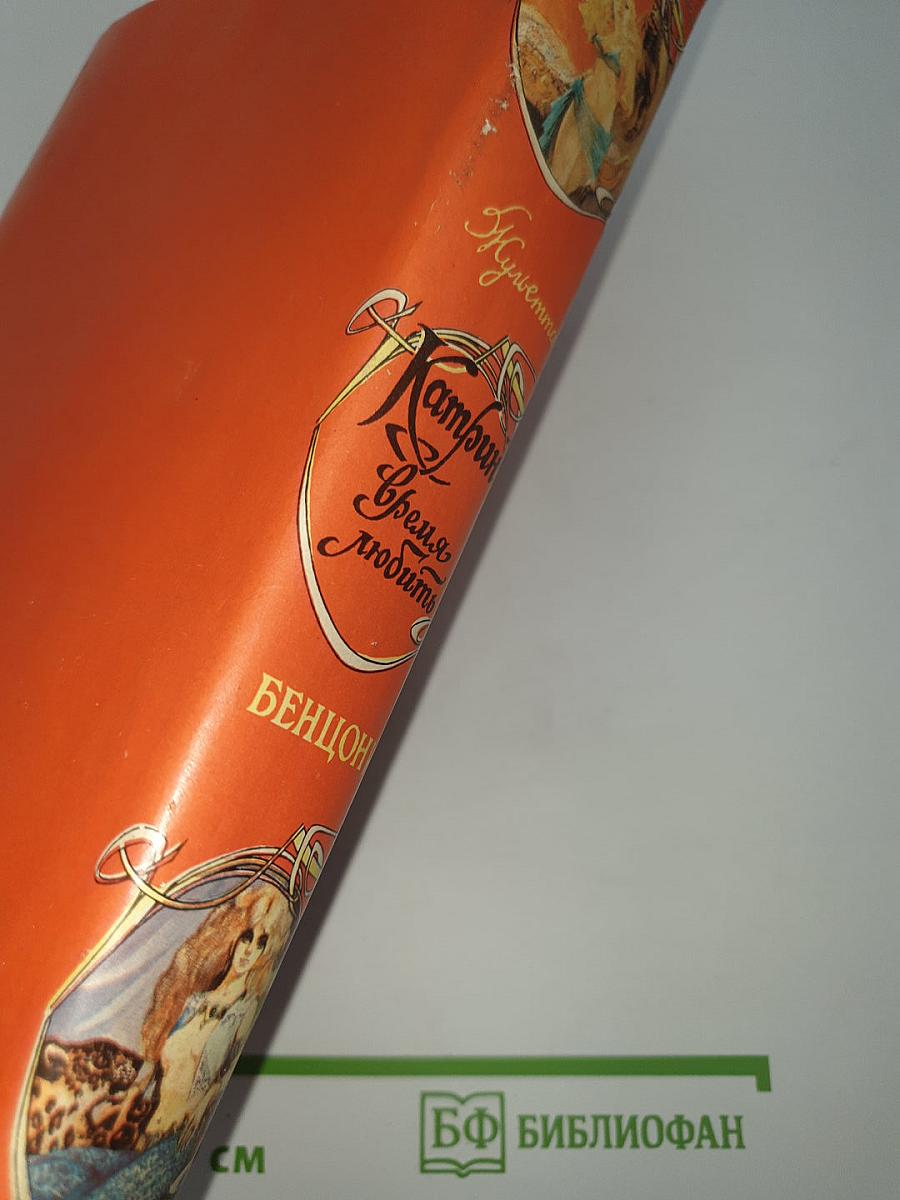 Жульетта
Катрин
время
любить
БЕНЦОН
см
БФ БИБЛИОФАН